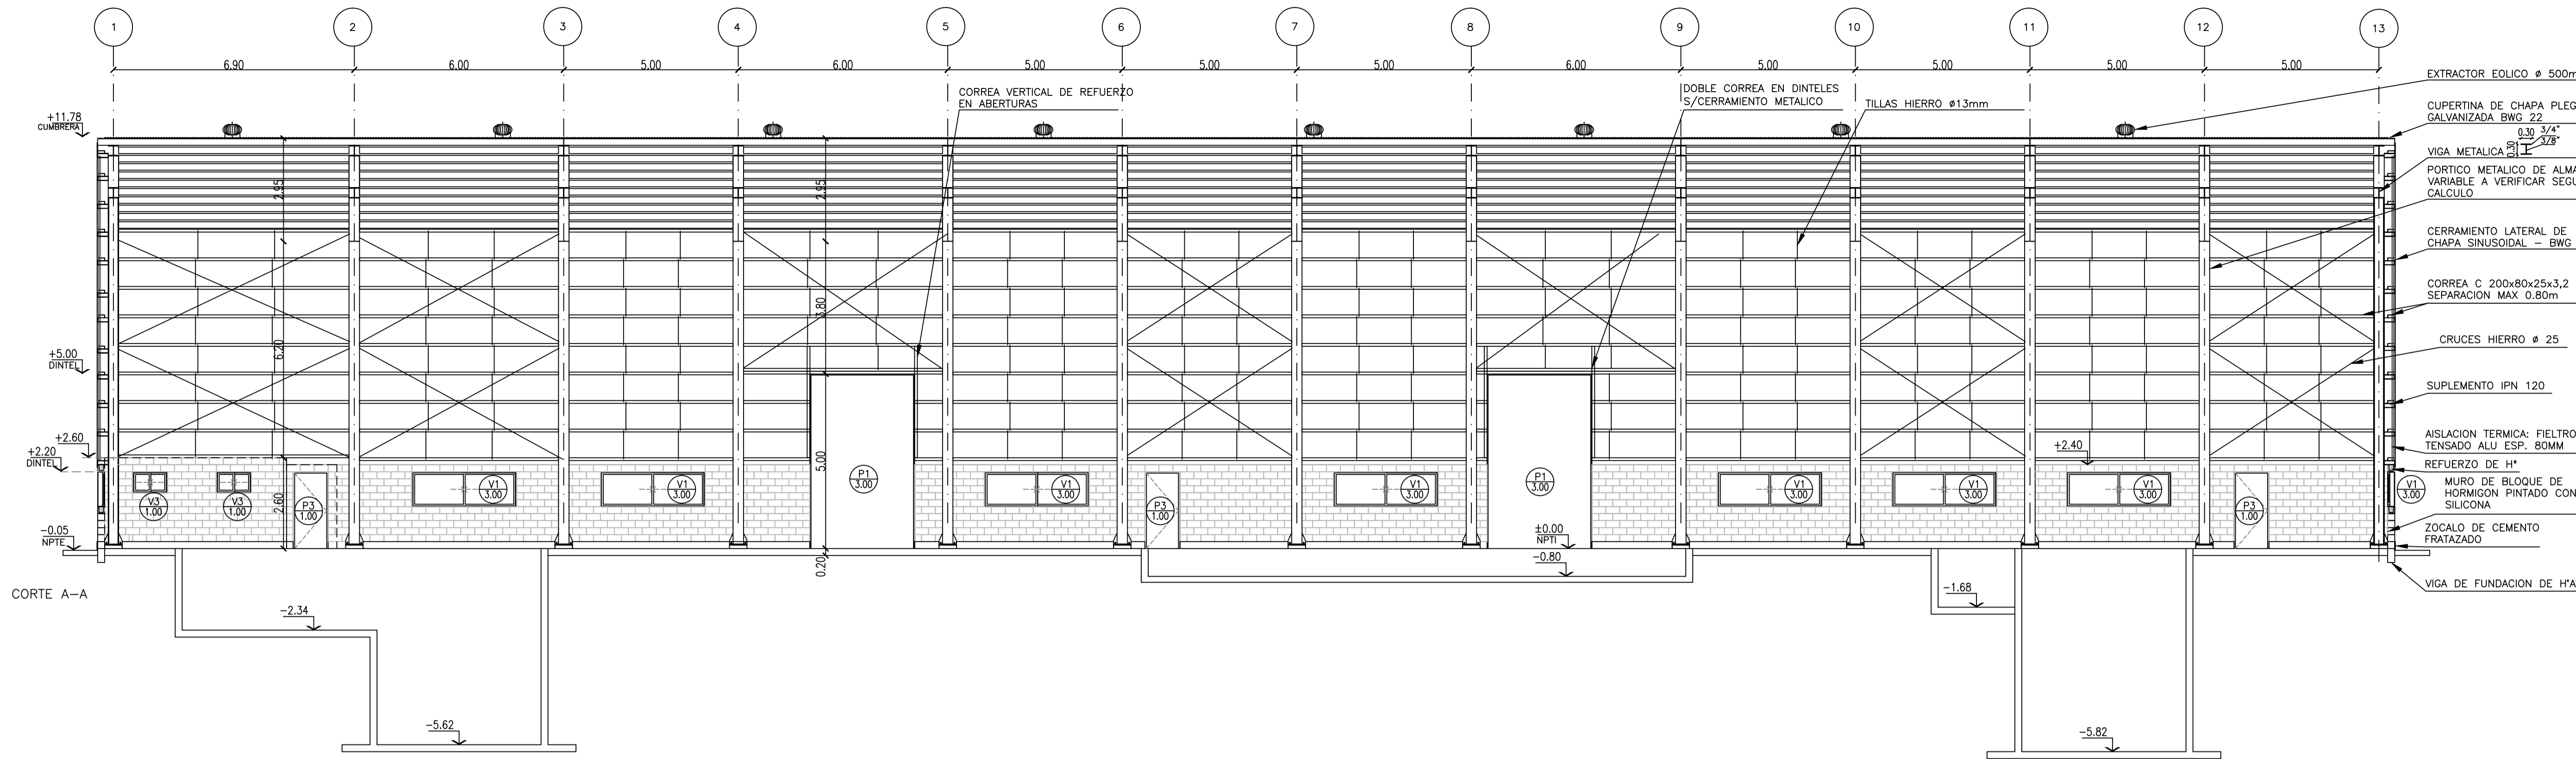 1
2
3
4
5
6
7
8
9
10
11
12
13
6.90
6.00
5.00
6.00
5.00
5.00
5.00
6.00
5.00
5.00
5.00
5.00
CORREA VERTICAL DE REFUERZO
EN ABERTURAS
DOBLE CORREA EN DINTELES
S/CERRAMIENTO METALICO
TILLAS HIERRO ø13mm
EXTRACTOR EOLICO ø 500m
CUPERTINA DE CHAPA PLEG
GALVANIZADA BWG 22
0.30
3/4"
3/8"
0.30
VIGA METALICA
PORTICO METALICO DE ALMA
VARIABLE A VERIFICAR SEGU
CALCULO
CERRAMIENTO LATERAL DE
CHAPA SINUSOIDAL – BWG
CORREA C 200x80x25x3,2
SEPARACION MAX 0.80m
CRUCES HIERRO ø 25
SUPLEMENTO IPN 120
AISLACION TERMICA: FIELTRO
TENSADO ALU ESP. 80MM
REFUERZO DE H°
V1
3.00
MURO DE BLOQUE DE
HORMIGON PINTADO CON
SILICONA
ZOCALO DE CEMENTO
FRATAZADO
VIGA DE FUNDACION DE H°A
+11.78
CUMBRERA
+5.00
DINTEL
+2.60
+2.20
DINTEL
-0.05
NPTE
2.95
6.20
2.60
2.95
3.80
5.00
0.20
V3
1.00
V3
1.00
P3
1.00
V1
3.00
V1
3.00
P1
3.00
V1
3.00
P3
1.00
V1
3.00
P1
3.00
V1
3.00
V1
3.00
+2.40
V1
3.00
P3
1.00
±0.00
NPTI
-0.80
-1.68
-2.34
-5.62
-5.82
CORTE A–A